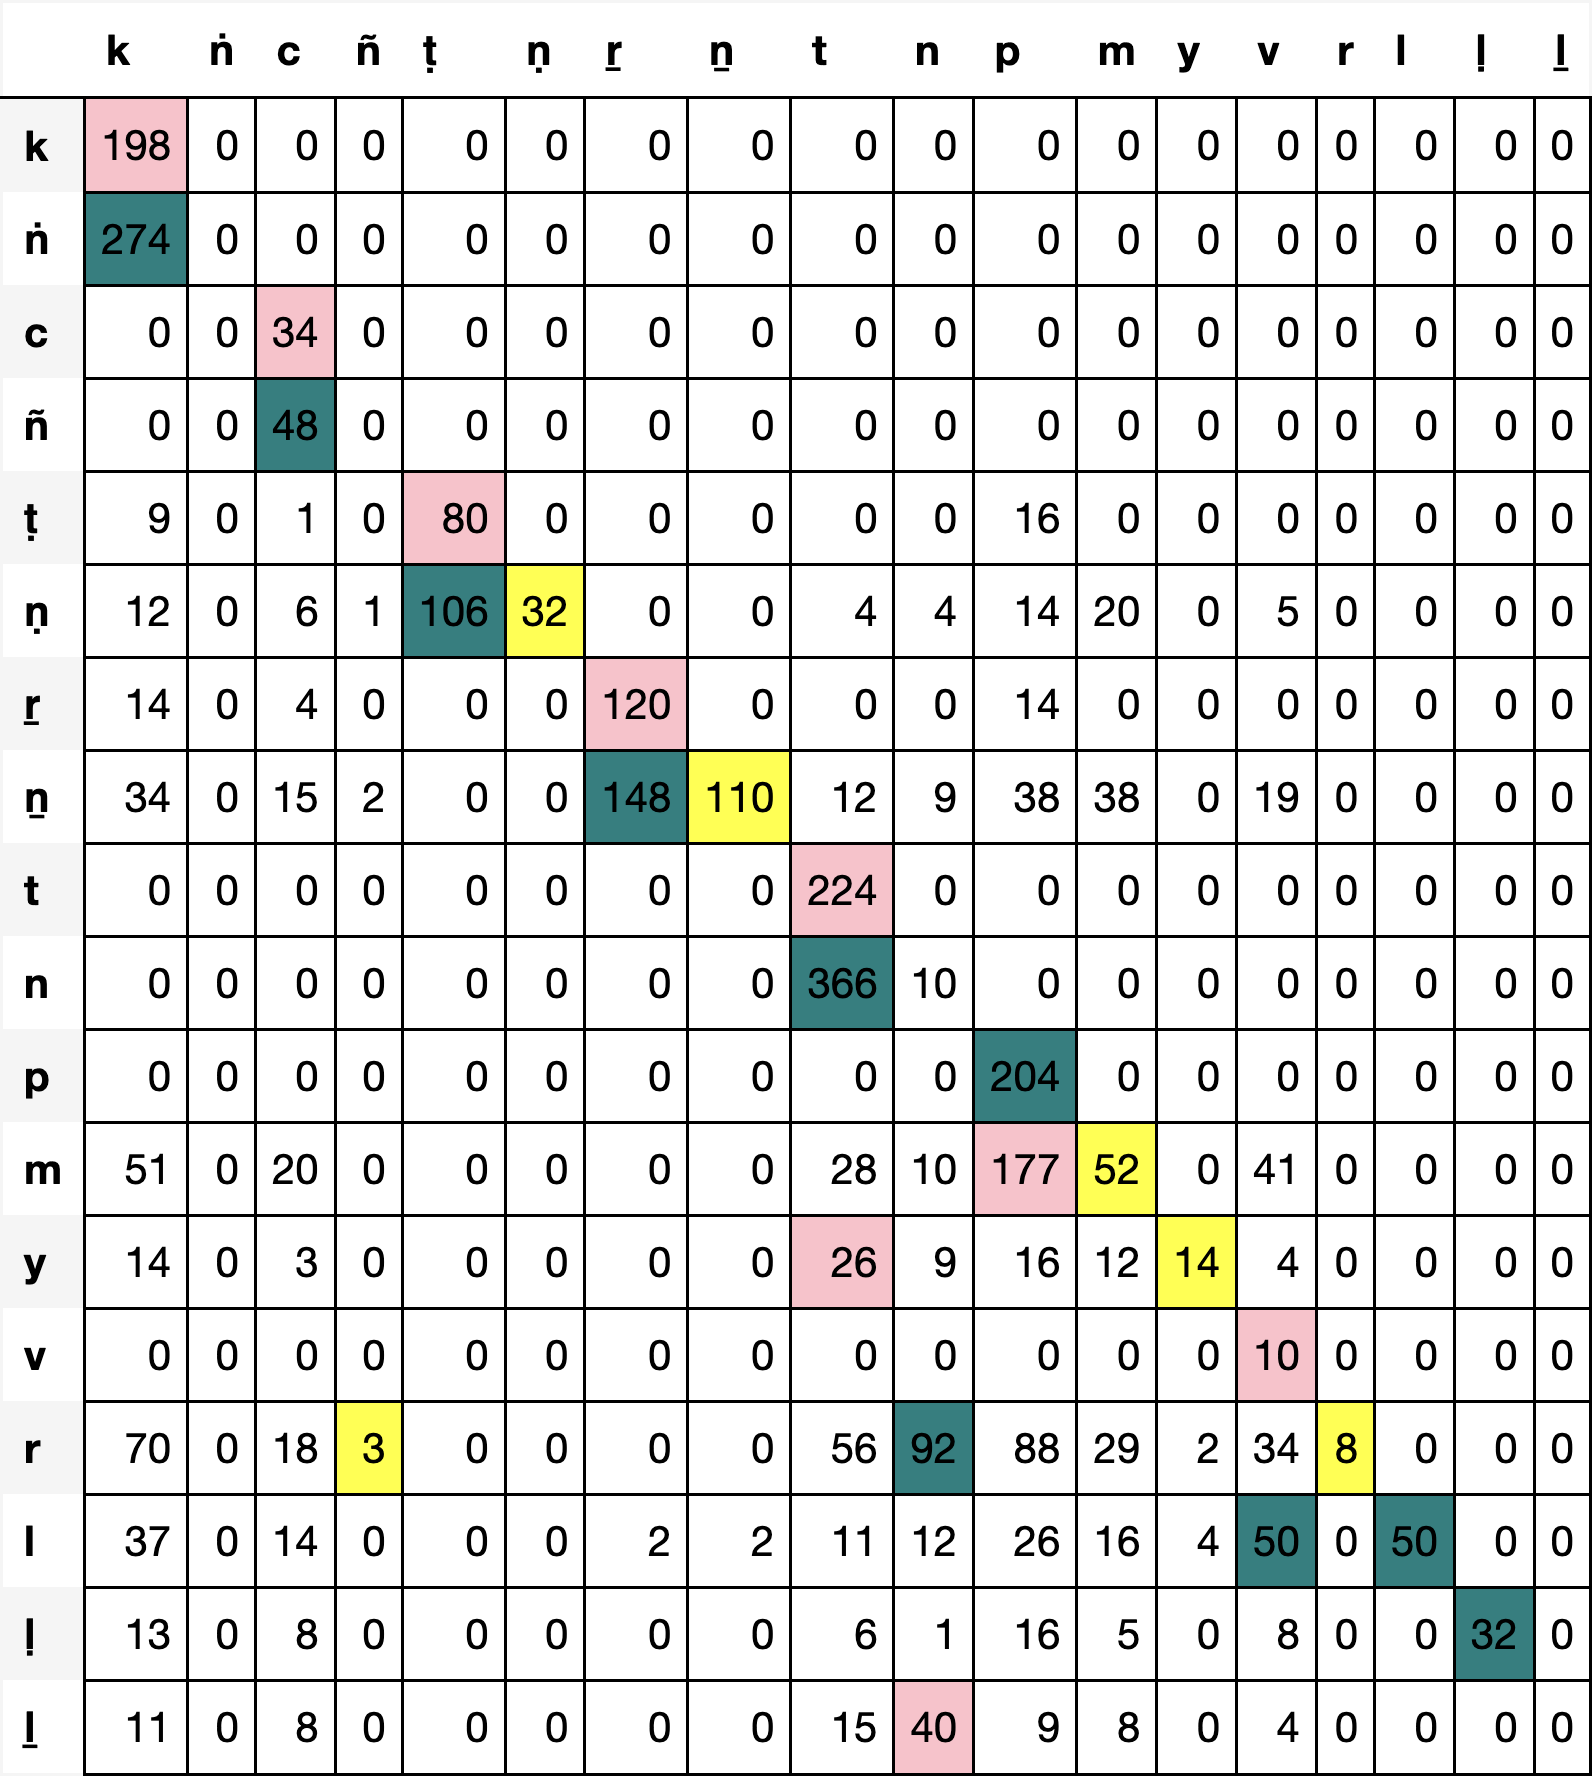 k ṅ c ñ ṭ ṇ ṟ ṉ t n p m y v r l ḷ ḻ
k 198 0 0 0 0 0 0 0 0 0 0 0 0 0 0 0 0 0
ṅ 274 0 0 0 0 0 0 0 0 0 0 0 0 0 0 0 0 0
c 0 0 34 0 0 0 0 0 0 0 0 0 0 0 0 0 0 0
ñ 0 0 48 0 0 0 0 0 0 0 0 0 0 0 0 0 0 0
ṭ 9 0 1 0 80 0 0 0 0 0 16 0 0 0 0 0 0 0
ṇ 12 0 6 1 106 32 0 0 4 4 14 20 0 5 0 0 0 0
ṟ 14 0 4 0 0 0 120 0 0 0 14 0 0 0 0 0 0 0
ṉ 34 0 15 2 0 0 148 110 12 9 38 38 0 19 0 0 0 0
t 0 0 0 0 0 0 0 0 224 0 0 0 0 0 0 0 0 0
n 0 0 0 0 0 0 0 0 366 10 0 0 0 0 0 0 0 0
p 0 0 0 0 0 0 0 0 0 0 204 0 0 0 0 0 0 0
m 51 0 20 0 0 0 0 0 28 10 177 52 0 41 0 0 0 0
y 14 0 3 0 0 0 0 0 26 9 16 12 14 4 0 0 0 0
v 0 0 0 0 0 0 0 0 0 0 0 0 0 10 0 0 0 0
r 70 0 18 3 0 0 0 0 56 92 88 29 2 34 8 0 0 0
l 37 0 14 0 0 0 2 2 11 12 26 16 4 50 0 50 0 0
ḷ 13 0 8 0 0 0 0 0 6 1 16 5 0 8 0 0 32 0
ḻ 11 0 8 0 0 0 0 0 15 40 9 8 0 4 0 0 0 0